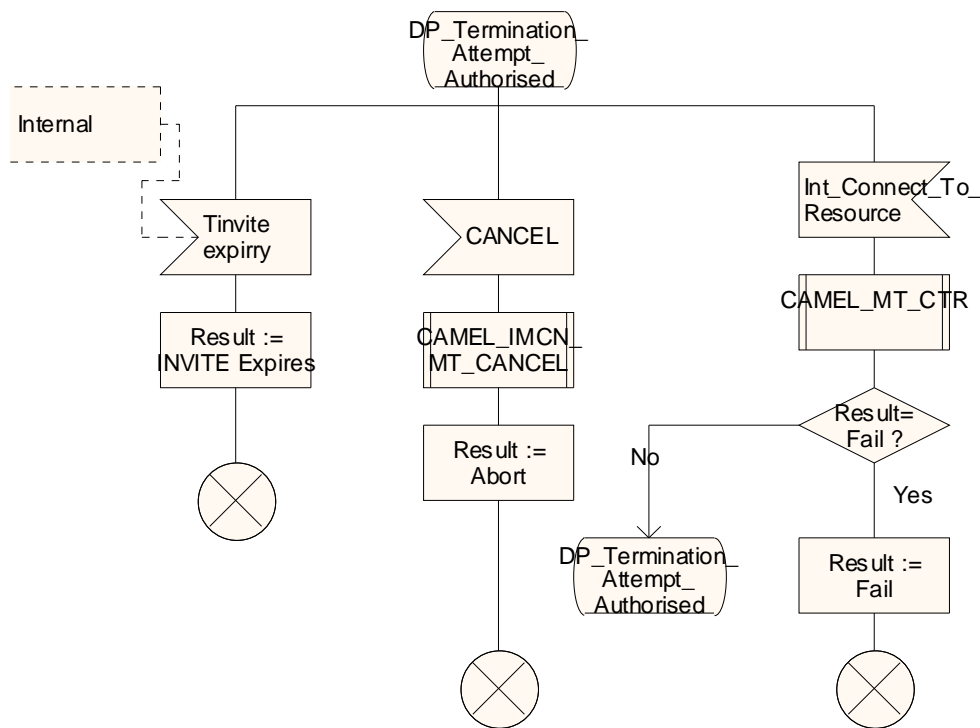 DP_Termination_
Attempt_
Authorised
Internal
Int_Connect_To_
Resource
Tinvite
expirry
CANCEL
CAMEL_MT_CTR
Result :=
INVITE Expires
CAMEL_IMCN_
MT_CANCEL
Result=
Fail ?
Result :=
Abort
No
Yes
DP_Termination_
Attempt_
Authorised
Result :=
Fail